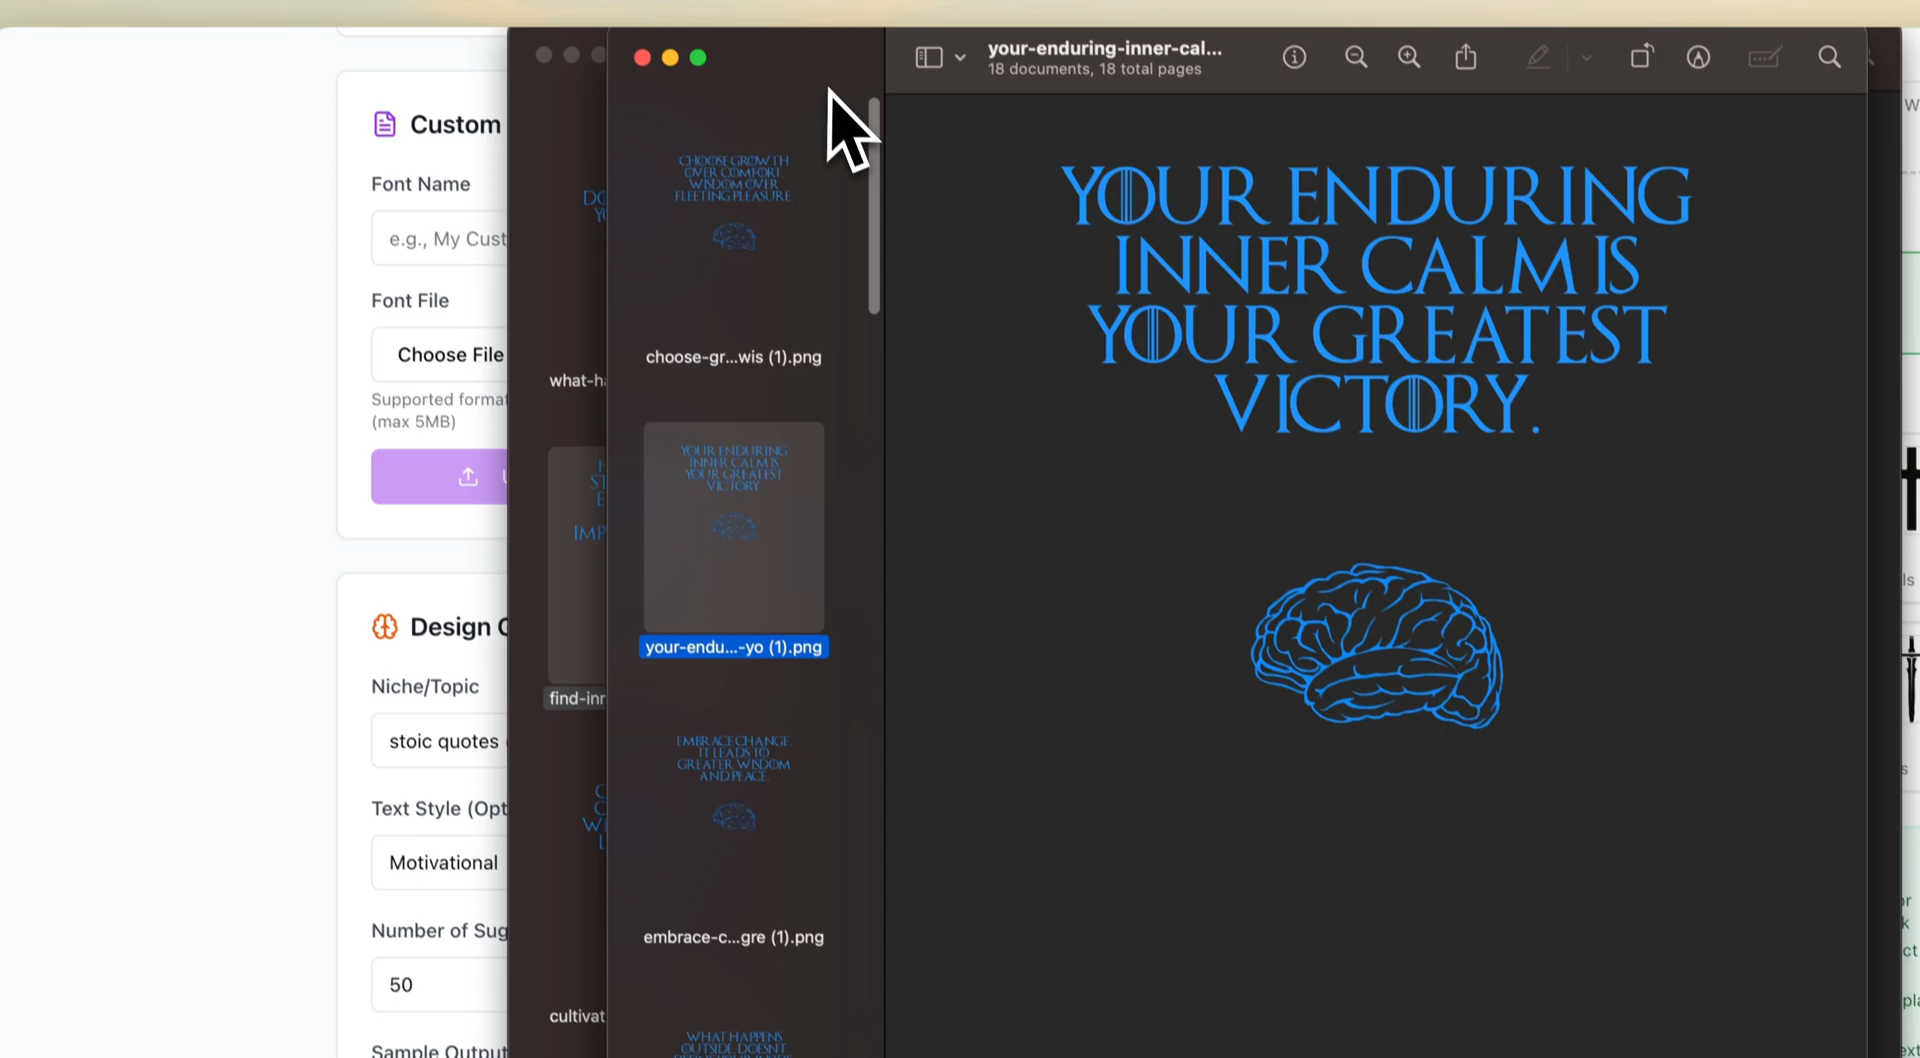 Custom
Font Name
e.g., My Cust
Font File
Choose File
Supported format
(max 5MB)
Design
Niche/Topic
stoic quotes
Text Style (Opt
Motivational
Number of Sug
50
Sample Output
what-ha
find-inr
cultivat
CHOOSE GROWTH
OVER COMFORT.
WISDOM OVER
FLEETING PLEASURE.
choose-gr...wis (1).png
YOUR ENDURING
INNER CALM IS
YOUR GREATEST
VICTORY
your-endu...-yo (1).png
EMBRACE CHANGE.
IT LEADS TO
GREATER WISDOM
AND PEACE.
embrace-c...gre (1).png
WHAT HAPPENS
OUTSIDE DOESNT
your-enduring-inner-cal...
18 documents, 18 total pages
YOUR ENDURING
INNER CALM IS
YOUR GREATEST
VICTORY.